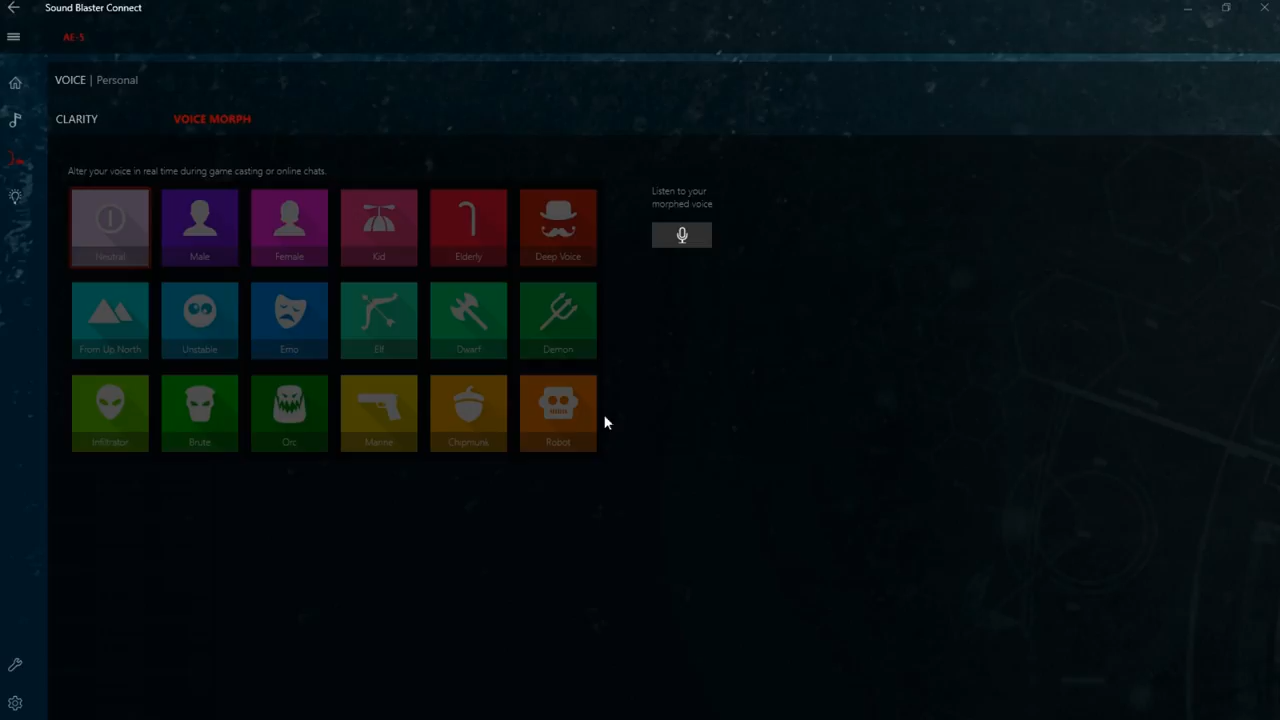 Sound Blaster Connect
AE-5
VOICE | Personal
CLARITY
VOICE MORPH
Alter your voice in real time during game casting or online chats.
Listen to your
morphed voice
Neutral
Male
Female
Kid
Elderly
Deep Voice
From Up North
Unstable
Emo
Elf
Dwarf
Demon
Infiltrator
Brute
Orc
Marine
Chipmunk
Robot